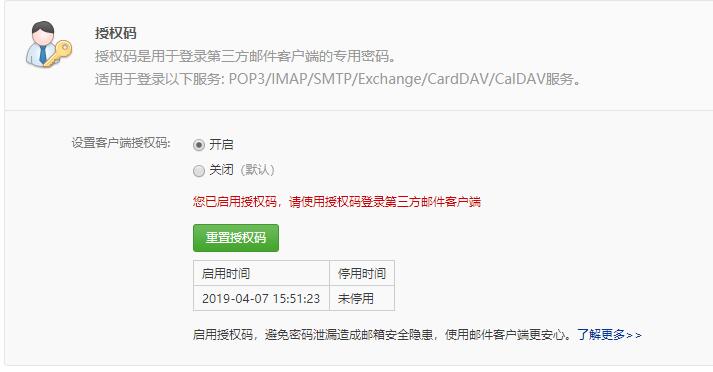 授权码
授权码是用于登录第三方邮件客户端的专用密码。
适用于登录以下服务: POP3/IMAP/SMTP/Exchange/CardDAV/CalDAV服务。
设置客户端授权码: 开启
关闭（默认）
您已启用授权码，请使用授权码登录第三方邮件客户端
重置授权码
启用时间 停用时间
2019-04-07 15:51:23 未停用
启用授权码，避免密码泄漏造成邮箱安全隐患，使用邮件客户端更安心。了解更多>>